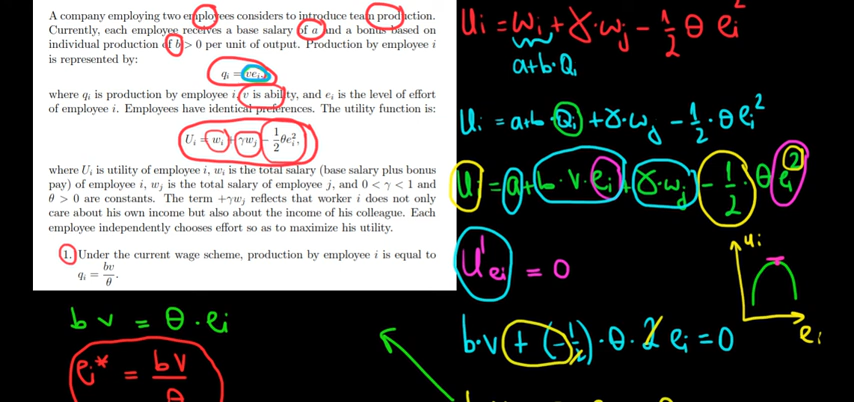 A company employing two employees considers to introduce team production.
Currently, each employee receives a base salary of a and a bonus based on
individual production of b > 0 per unit of output. Production by employee i
is represented by:
q_i = ve_i,
where q_i is production by employee i, v is ability, and e_i is the level of effort
of employee i. Employees have identical preferences. The utility function is:
U_i = w_i + γw_j − 1/2 θe_i²,
where U_i is utility of employee i, w_i is the total salary (base salary plus bonus
pay) of employee i, w_j is the total salary of employee j, and 0 < γ < 1 and
θ > 0 are constants. The term +γw_j reflects that worker i does not only
care about his own income but also about the income of his colleague. Each
employee independently chooses effort so as to maximize his utility.
1. Under the current wage scheme, production by employee i is equal to
q_i = bv/θ.
b v = θ · e_i
e_i* = bv/θ
U_i = w_i + γ · w_j − 1/2 θ e_i²
a+b·Q_i
U_i = a+b·Q_i + γ·w_j − 1/2 · θ e_i²
U_i = a + b · v · e_i + γ·w_j − 1/2 · θ e_i²
U'_{e_i} = 0
u_i
e_i
b·v + (−1/2) · θ · 2 e_i = 0